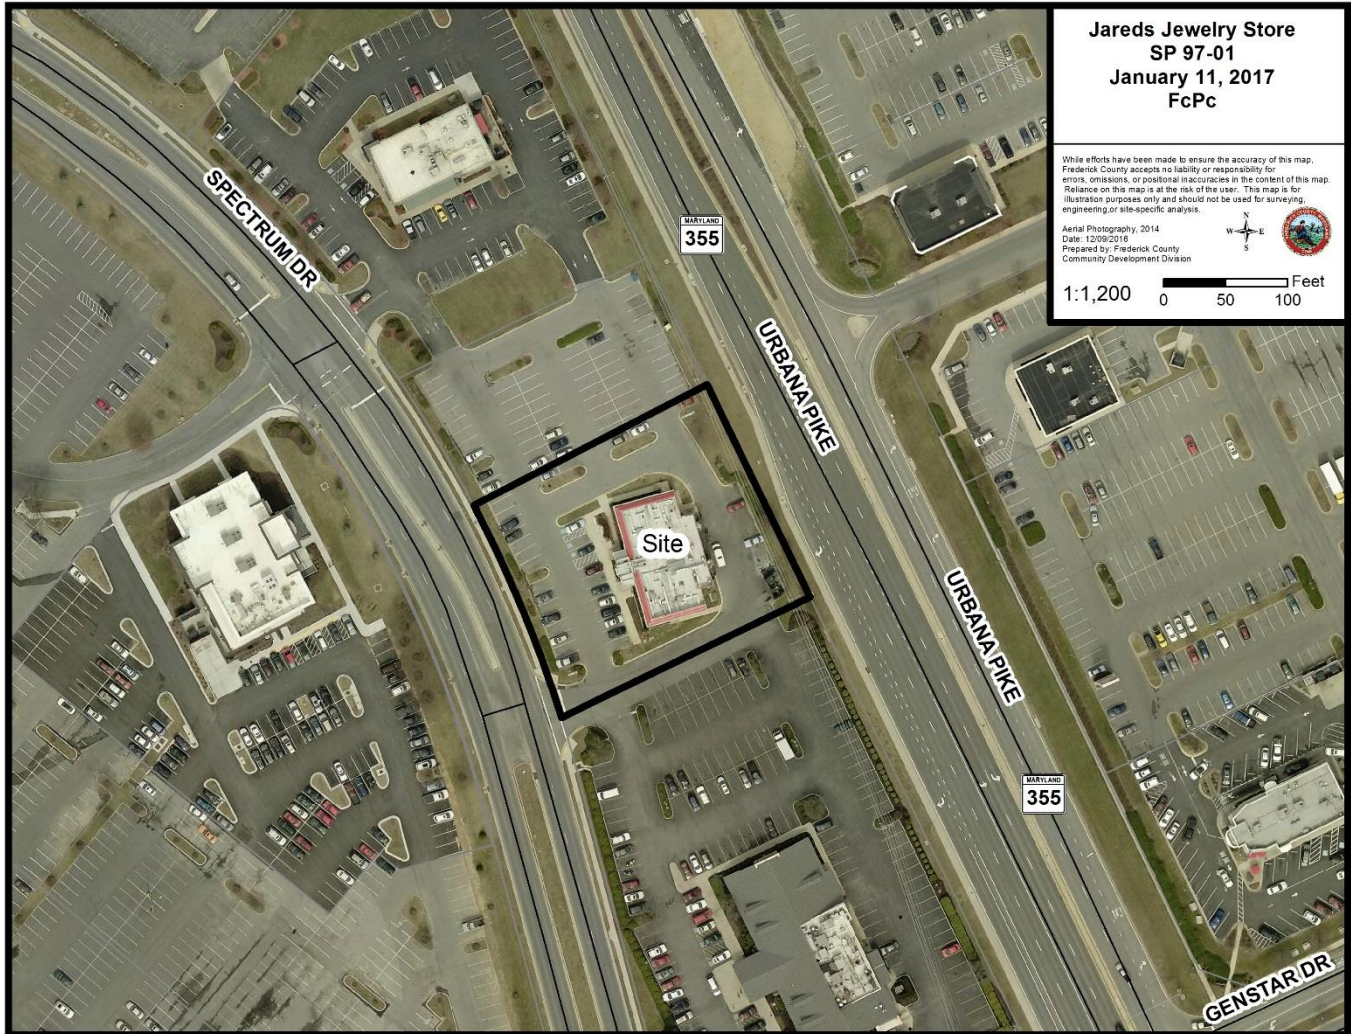 Jareds Jewelry Store
SP 97-01
January 11, 2017
FcPc
While efforts have been made to ensure the accuracy of this map,
Frederick County accepts no liability or responsibility for
errors, omissions, or positional inaccuracies in the content of this map.
Reliance on this map is at the risk of the user. This map is for
illustration purposes only and should not be used for surveying,
engineering,or site-specific analysis.
Aerial Photography, 2014
Date: 12/09/2016
Prepared by: Frederick County
Community Development Division
N
W E
S
1:1,200
Feet
0 50 100
SPECTRUM DR
MARYLAND
355
URBANA PIKE
Site
URBANA PIKE
MARYLAND
355
GENSTAR DR